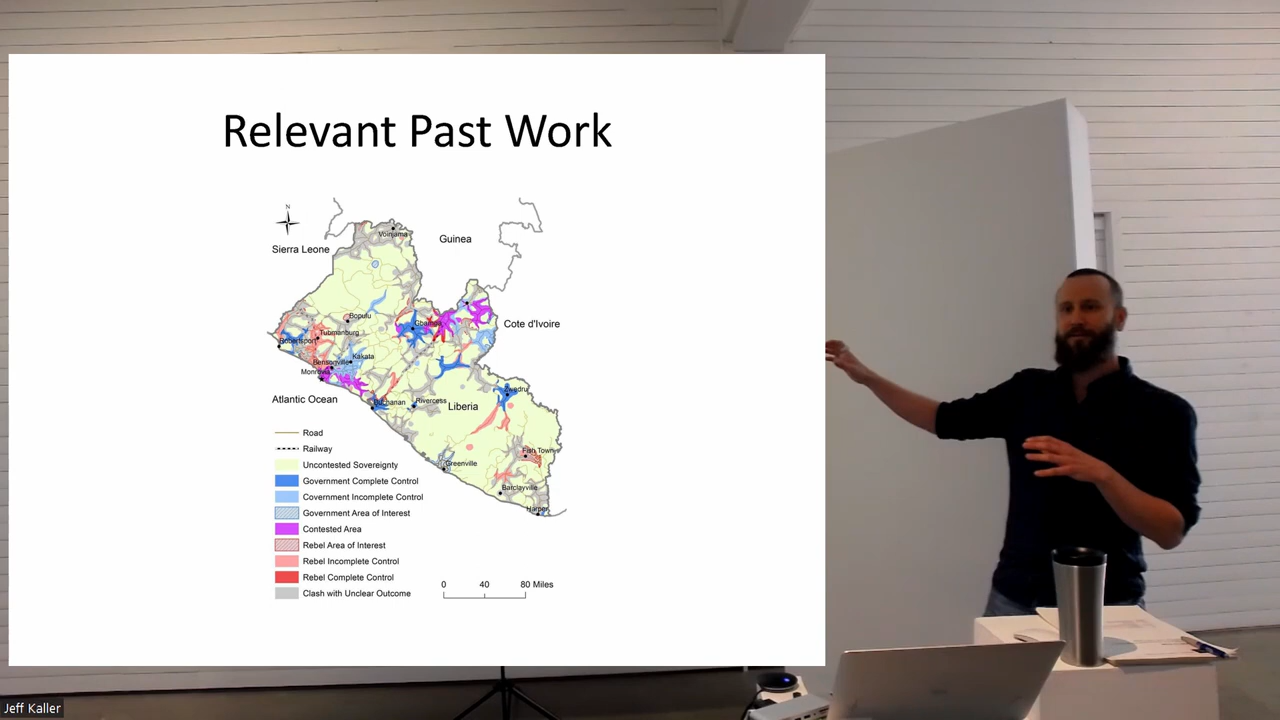 Relevant Past Work
N
Voinjama
Guinea
Sierra Leone
Bopulu
Gbarnga
Cote d'Ivoire
Tubmanburg
Robertsport
Kakata
Bensonville
Monrovia
Zwedru
Atlantic Ocean
Buchanan
Rivercess
Liberia
Road
Railway
Fish Town
Uncontested Sovereignty
Greenville
Government Complete Control
Barclayville
Covernment Incomplete Control
Harper
Government Area of Interest
Contested Area
Rebel Area of Interest
Rebel Incomplete Control
Rebel Complete Control
Clash with Unclear Outcome
0 40 80 Miles
Jeff Kaller